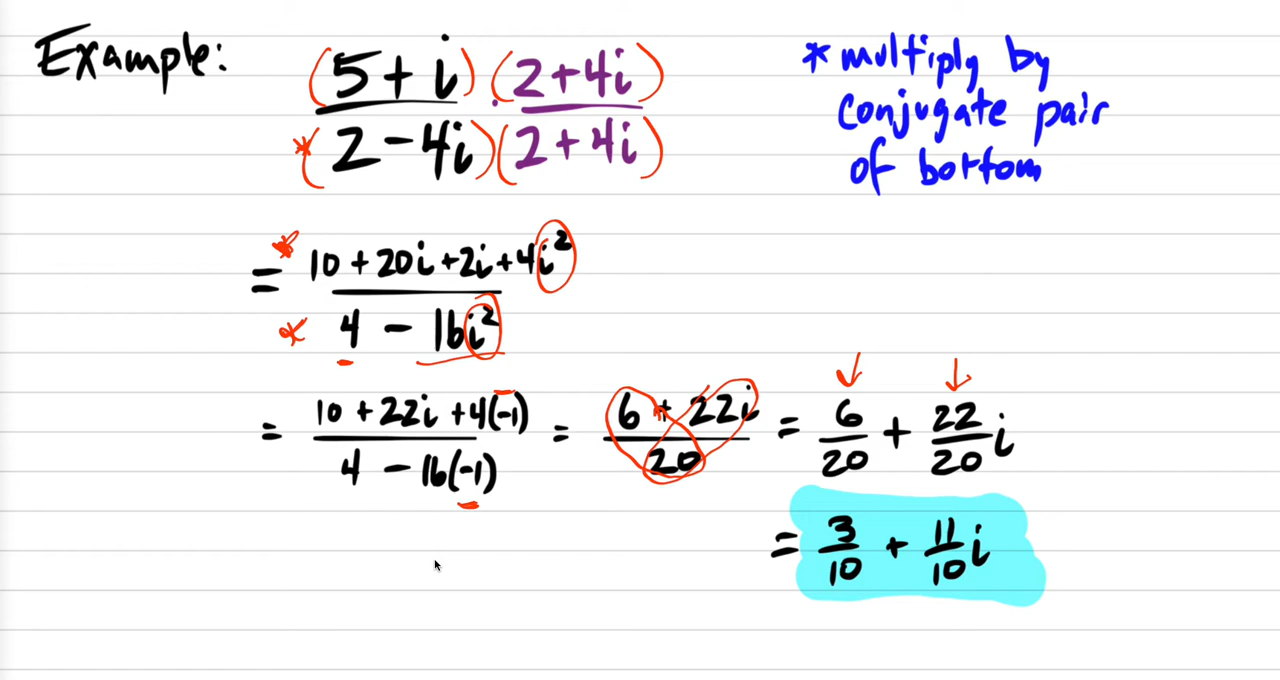 Example: (5 + i) · (2 + 4i)
*(2 - 4i)(2 + 4i)
* multiply by
conjugate pair
of bottom
= * 10 + 20i + 2i + 4i²
* 4 - 16i²
= 10 + 22i + 4(-1) / 4 - 16(-1) = 6 + 22i / 20 = 6/20 + 22/20 i
= 3/10 + 11/10 i